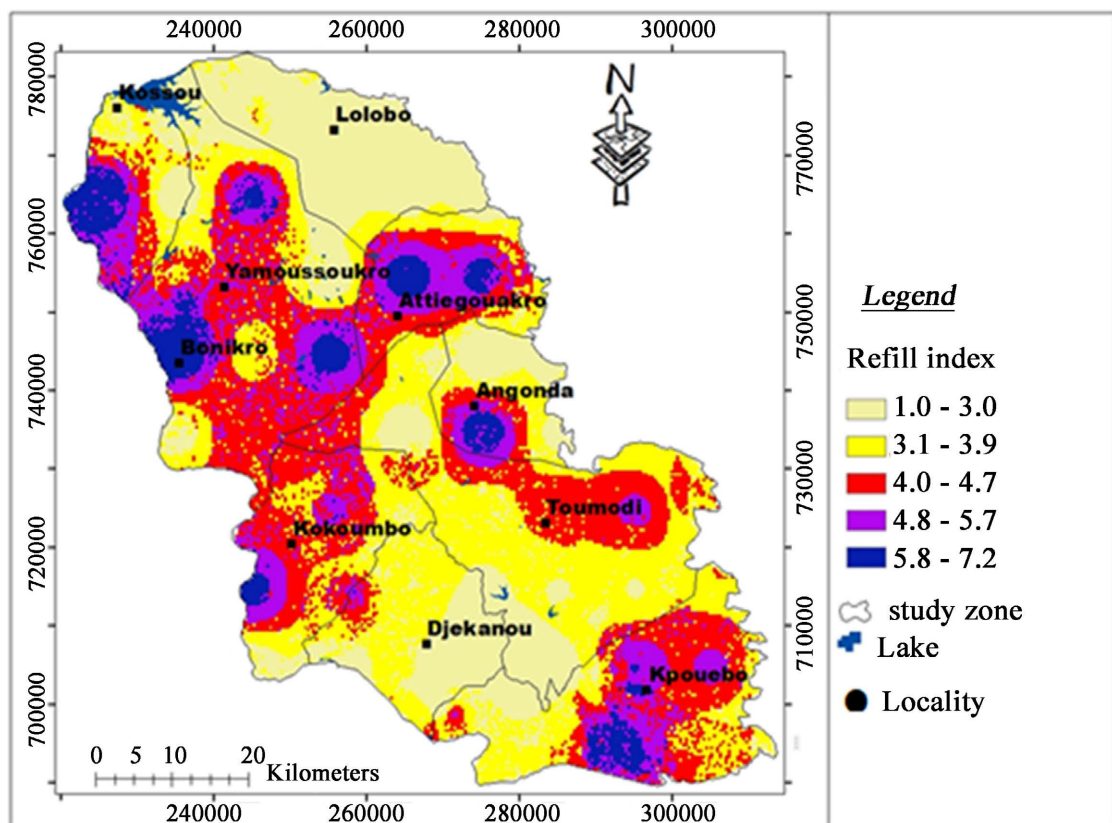 240000 260000 280000 300000
780000
760000
740000
720000
700000
770000
750000
730000
710000
N
Kossou
Lolobo
Yamoussoukro
Attiegouakro
Bonikro
Angonda
Toumodi
Kokoumbo
Djekanou
Kpouebo
0 5 10 20
Kilometers
240000 260000 280000 300000
Legend
Refill index
1.0 - 3.0
3.1 - 3.9
4.0 - 4.7
4.8 - 5.7
5.8 - 7.2
study zone
Lake
Locality